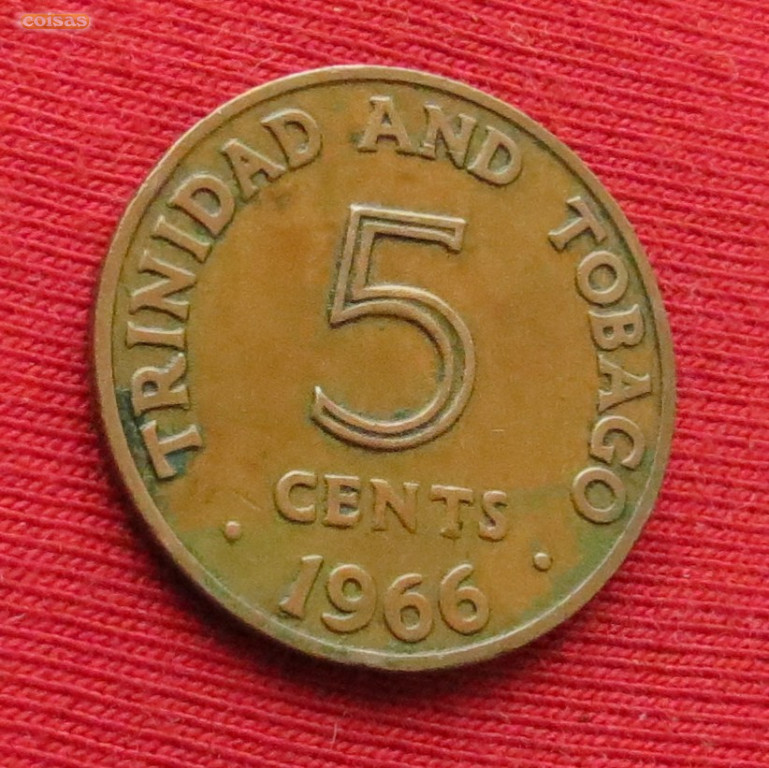 coisas
TRINIDAD AND TOBAGO
5
CENTS
• 1966 •